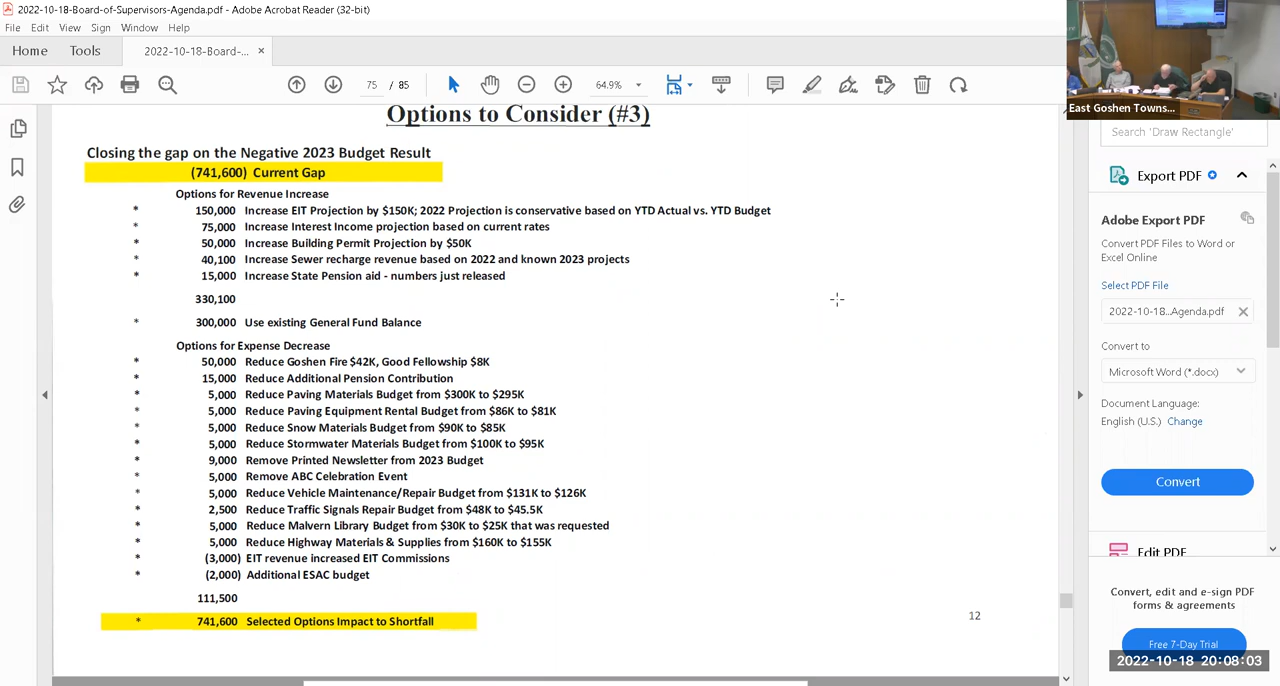 2022-10-18-Board-of-Supervisors-Agenda.pdf - Adobe Acrobat Reader (32-bit)
File Edit View Sign Window Help
Home Tools 2022-10-18-Board-... ×
75 / 85 64.9%
East Goshen Towns...
Options to Consider (#3)
Closing the gap on the Negative 2023 Budget Result
(741,600) Current Gap
Options for Revenue Increase
* 150,000 Increase EIT Projection by $150K; 2022 Projection is conservative based on YTD Actual vs. YTD Budget
* 75,000 Increase Interest Income projection based on current rates
* 50,000 Increase Building Permit Projection by $50K
* 40,100 Increase Sewer recharge revenue based on 2022 and known 2023 projects
* 15,000 Increase State Pension aid - numbers just released
330,100
* 300,000 Use existing General Fund Balance
Options for Expense Decrease
* 50,000 Reduce Goshen Fire $42K, Good Fellowship $8K
* 15,000 Reduce Additional Pension Contribution
* 5,000 Reduce Paving Materials Budget from $300K to $295K
* 5,000 Reduce Paving Equipment Rental Budget from $86K to $81K
* 5,000 Reduce Snow Materials Budget from $90K to $85K
* 5,000 Reduce Stormwater Materials Budget from $100K to $95K
* 9,000 Remove Printed Newsletter from 2023 Budget
* 5,000 Remove ABC Celebration Event
* 5,000 Reduce Vehicle Maintenance/Repair Budget from $131K to $126K
* 2,500 Reduce Traffic Signals Repair Budget from $48K to $45.5K
* 5,000 Reduce Malvern Library Budget from $30K to $25K that was requested
* 5,000 Reduce Highway Materials & Supplies from $160K to $155K
* (3,000) EIT revenue increased EIT Commissions
* (2,000) Additional ESAC budget
111,500
* 741,600 Selected Options Impact to Shortfall
12
Search 'Draw Rectangle'
Export PDF
Adobe Export PDF
Convert PDF Files to Word or
Excel Online
Select PDF File
2022-10-18...Agenda.pdf
Convert to
Microsoft Word (*.docx)
Document Language:
English (U.S.) Change
Convert
Edit PDF
Convert, edit and e-sign PDF
forms & agreements
Free 7-Day Trial
2022-10-18 20:08:03